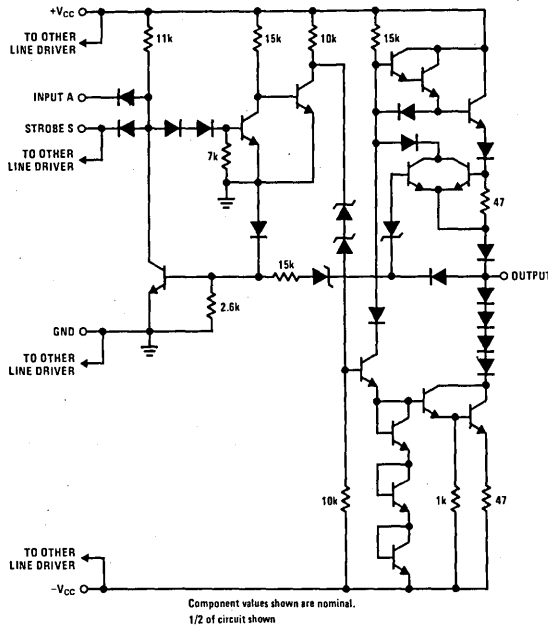 +VCC
TO OTHER
LINE DRIVER
11k
15k
10k
15k
INPUT A
STROBE S
TO OTHER
LINE DRIVER
7k
47
15k
OUTPUT
2.6k
GND
TO OTHER
LINE DRIVER
10k
1k
47
TO OTHER
LINE DRIVER
−VCC
Component values shown are nominal.
1/2 of circuit shown